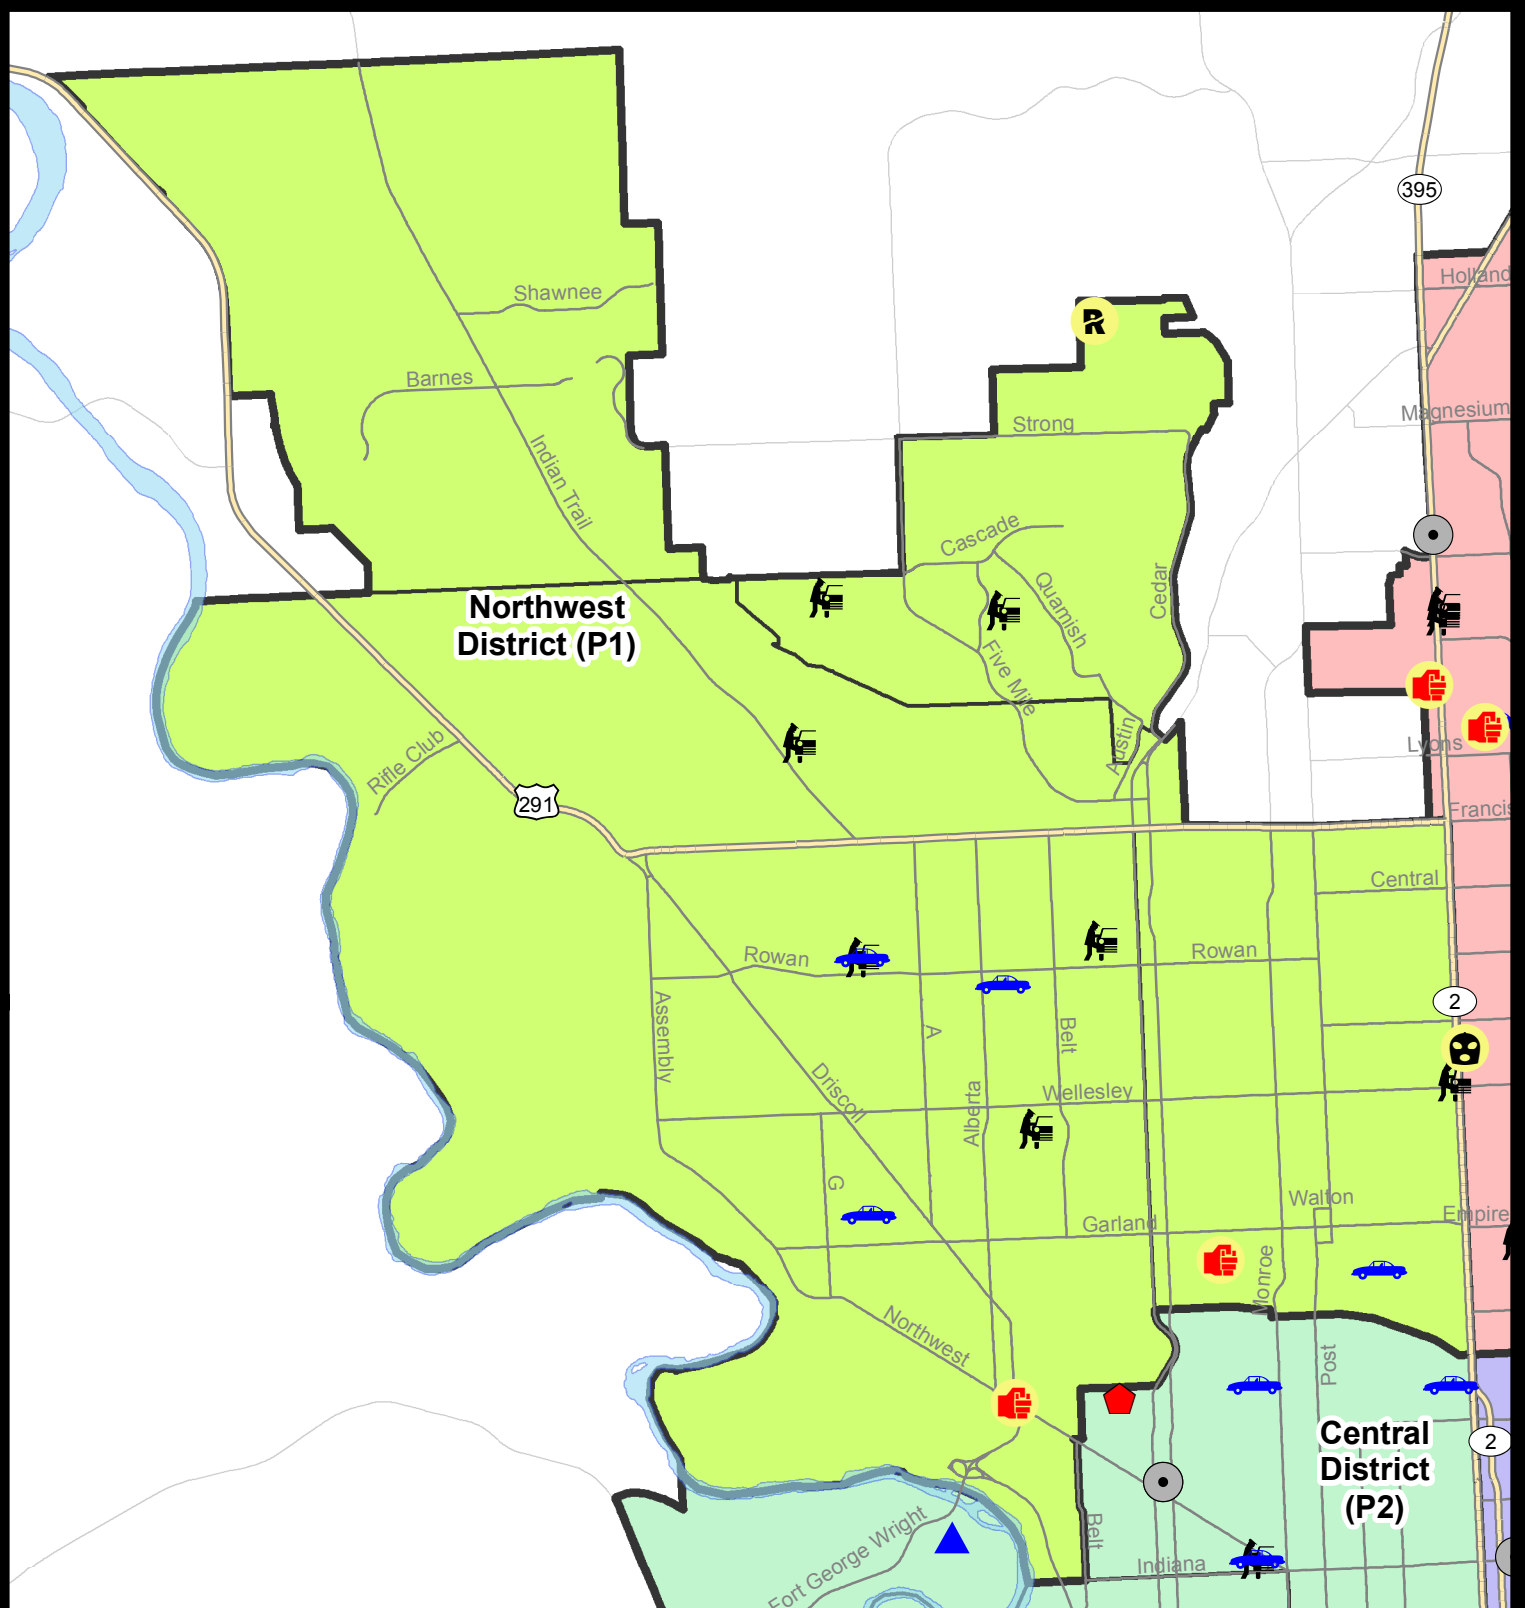 395
Holland
Shawnee
Barnes
R
Magnesium
Strong
Indian Trail
Cascade
Quamish
Cedar
Northwest
District (P1)
Five Mile
Austin
Rifle Club
Lyons
291
Francis
Central
Rowan
Rowan
Assembly
A
Belt
2
Driscoll
Alberta
Wellesley
G
Walton
Garland
Empire
Monroe
Northwest
Post
Central
District
(P2)
2
Fort George Wright
Belt
Indiana